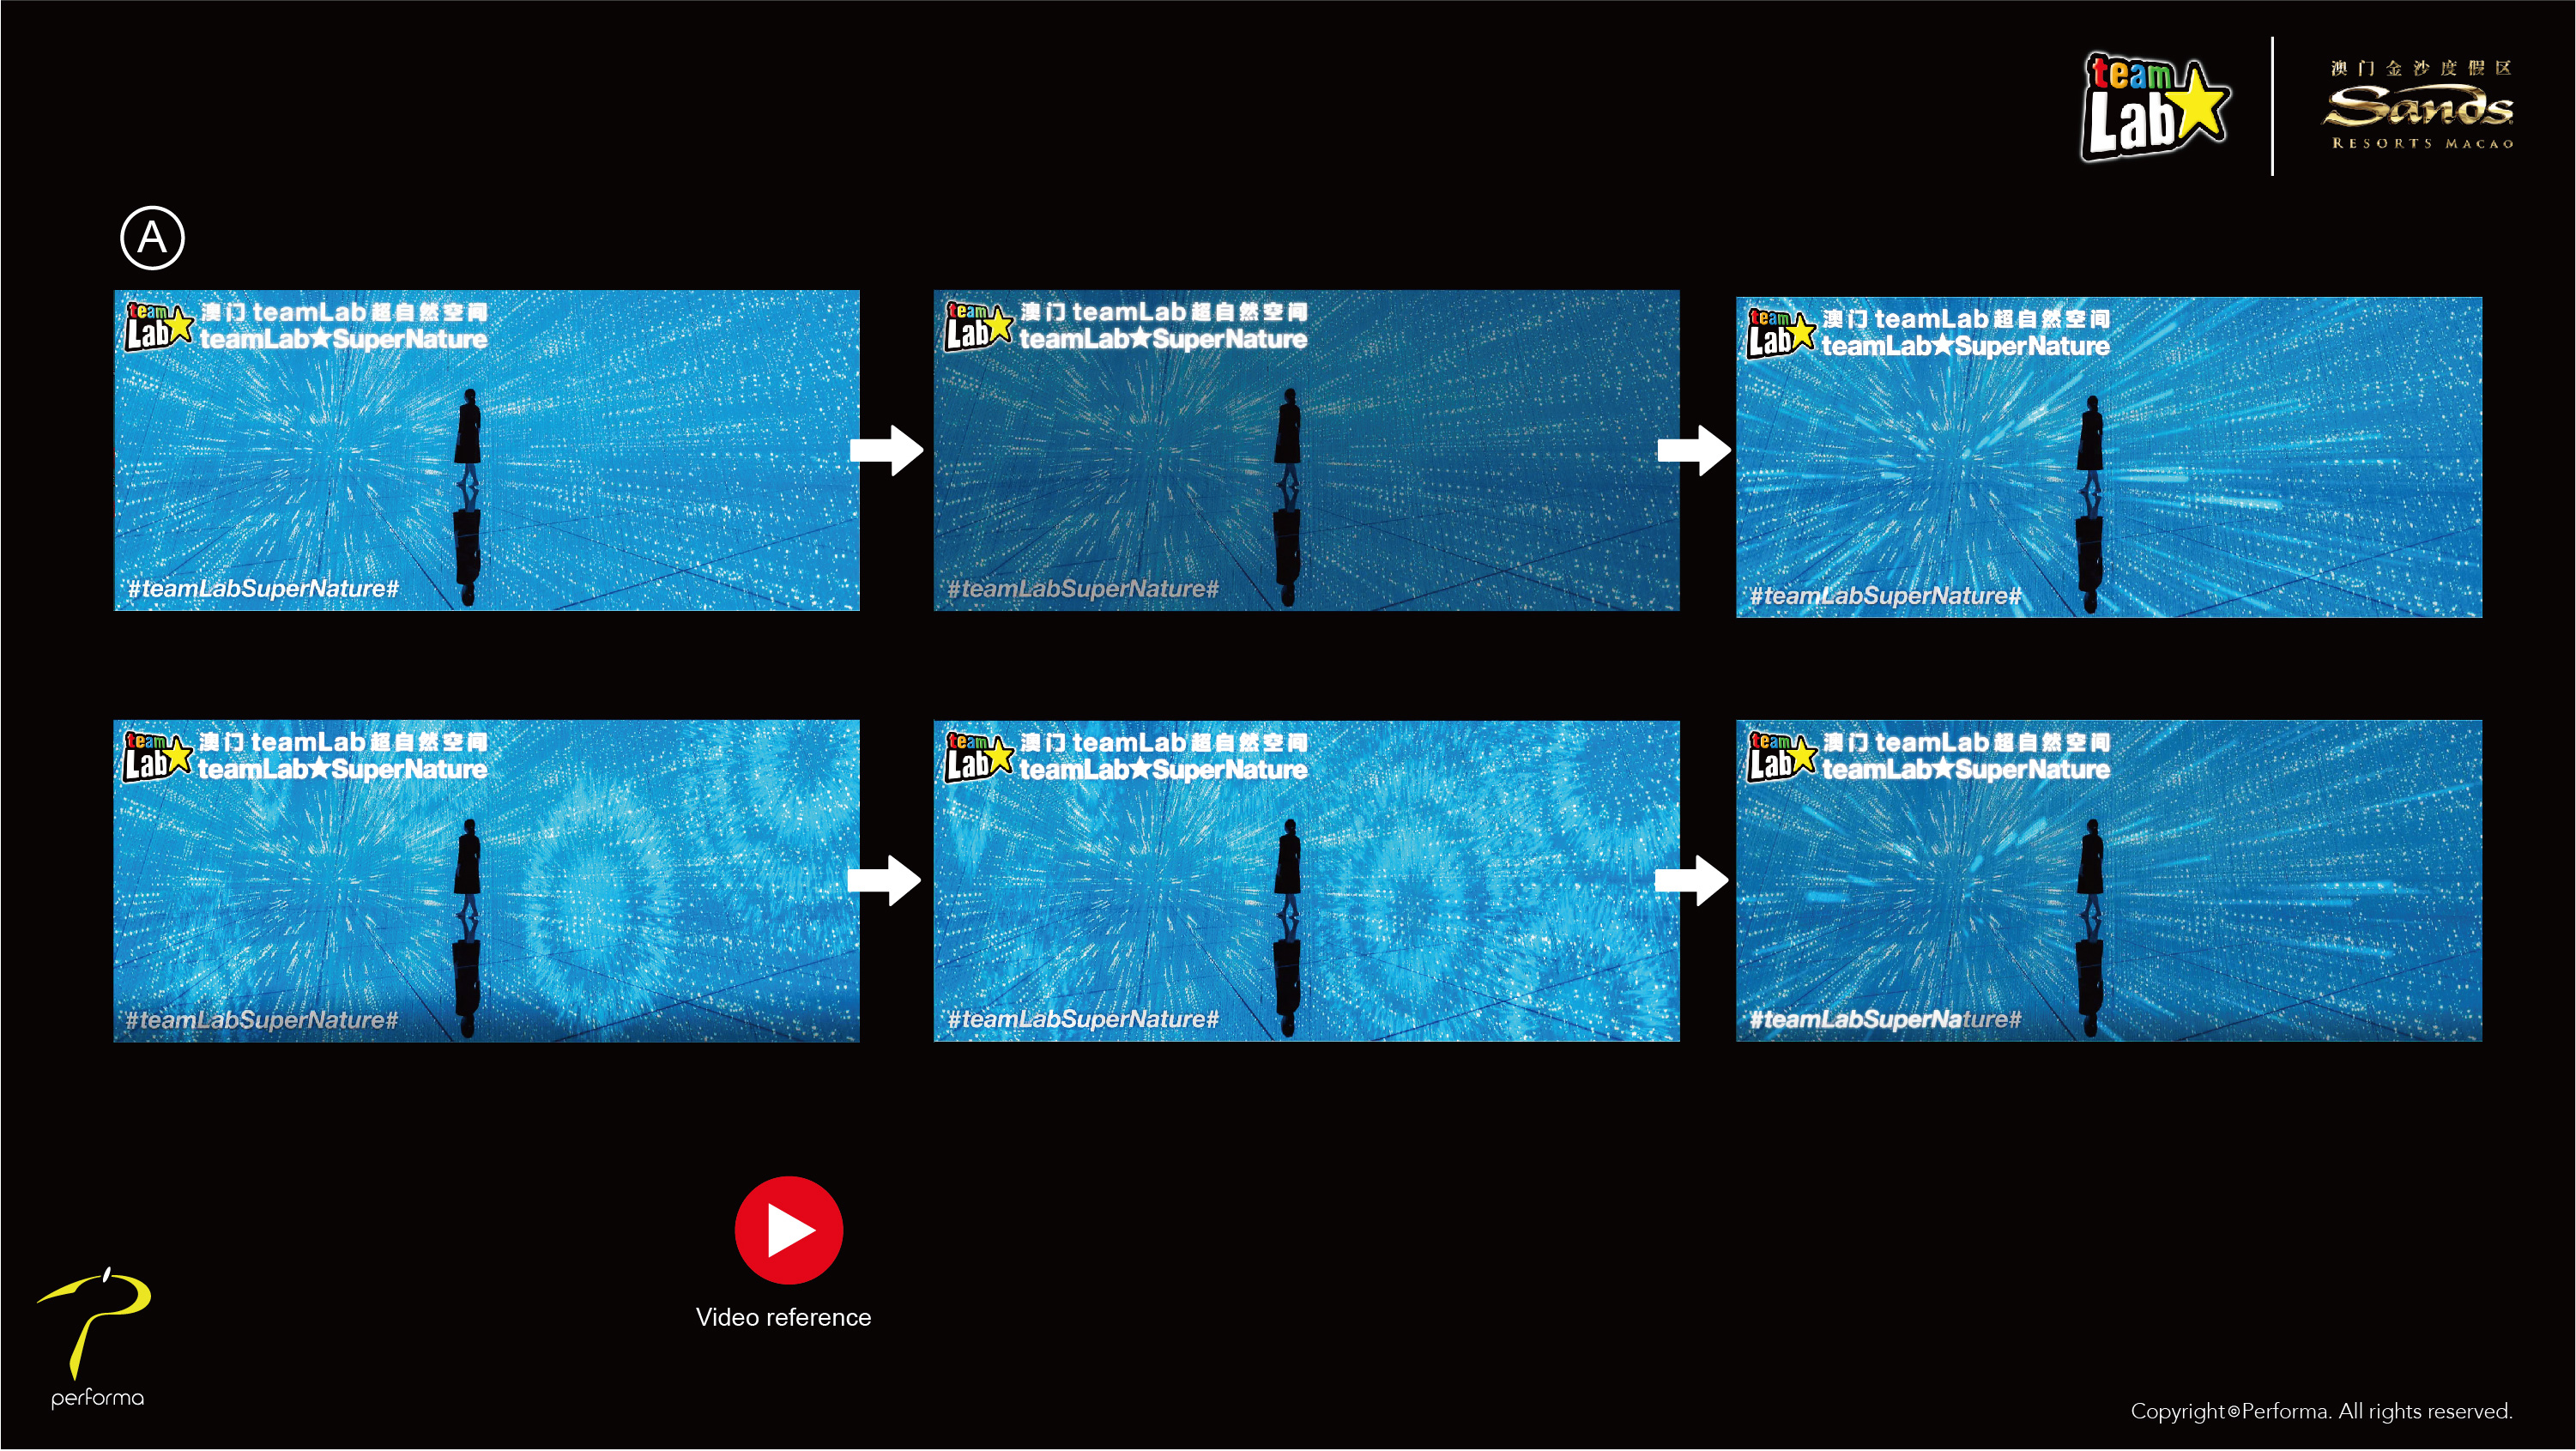 team
Lab
澳门金沙度假区
Sands
RESORTS MACAO
A
team
Lab
澳门 teamLab 超自然空间
teamLab★SuperNature
#teamLabSuperNature#
team
Lab
澳门 teamLab 超自然空间
teamLab★SuperNature
#teamLabSuperNature#
team
Lab
澳门 teamLab 超自然空间
teamLab★SuperNature
#teamLabSuperNature#
team
Lab
澳门 teamLab 超自然空间
teamLab★SuperNature
#teamLabSuperNature#
team
Lab
澳门 teamLab 超自然空间
teamLab★SuperNature
#teamLabSuperNature#
team
Lab
澳门 teamLab 超自然空间
teamLab★SuperNature
#teamLabSuperNature#
Video reference
performa
Copyright©Performa. All rights reserved.